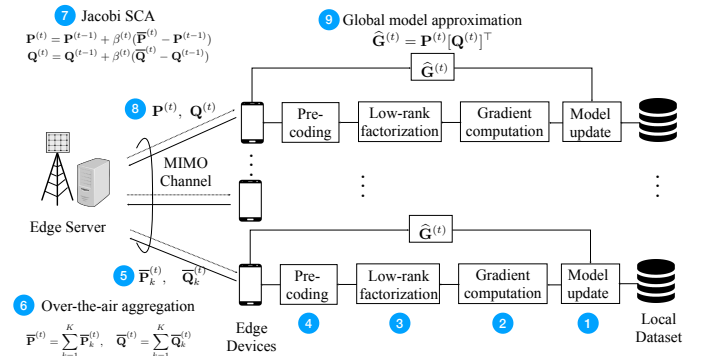 7 Jacobi SCA
𝐏^(t) = 𝐏^(t−1) + β^(t)(𝐏̅^(t) − 𝐏^(t−1))
𝐐^(t) = 𝐐^(t−1) + β^(t)(𝐐̅^(t) − 𝐐^(t−1))
9 Global model approximation
𝐆̂^(t) = 𝐏^(t)[𝐐^(t)]^⊤
𝐆̂^(t)
8 𝐏^(t), 𝐐^(t)
Pre-
coding
Low-rank
factorization
Gradient
computation
Model
update
MIMO
Channel
Edge Server
𝐆̂^(t)
5 𝐏̅_k^(t), 𝐐̅_k^(t)
Pre-
coding
Low-rank
factorization
Gradient
computation
Model
update
6 Over-the-air aggregation
𝐏̅^(t) = ∑_{k=1}^{K} 𝐏̅_k^(t), 𝐐̅^(t) = ∑_{k=1}^{K} 𝐐̅_k^(t)
Edge
Devices
4
3
2
1
Local
Dataset